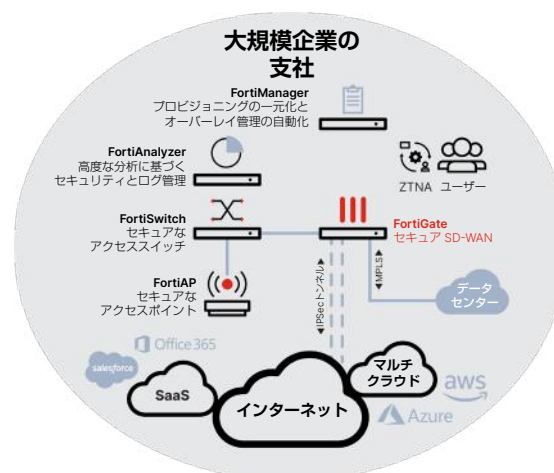 大規模企業の
支社
FortiManager
プロビジョニングの一元化と
オーバーレイ管理の自動化
FortiAnalyzer
高度な分析に基づく
セキュリティとログ管理
ZTNA
ユーザー
FortiSwitch
セキュアな
アクセススイッチ
FortiGate
セキュア SD-WAN
FortiAP
セキュアな
アクセスポイント
◀IPSecトンネル▶
◀MPLS▶
データ
センター
Office 365
salesforce
SaaS
インターネット
マルチ
クラウド
aws
Azure